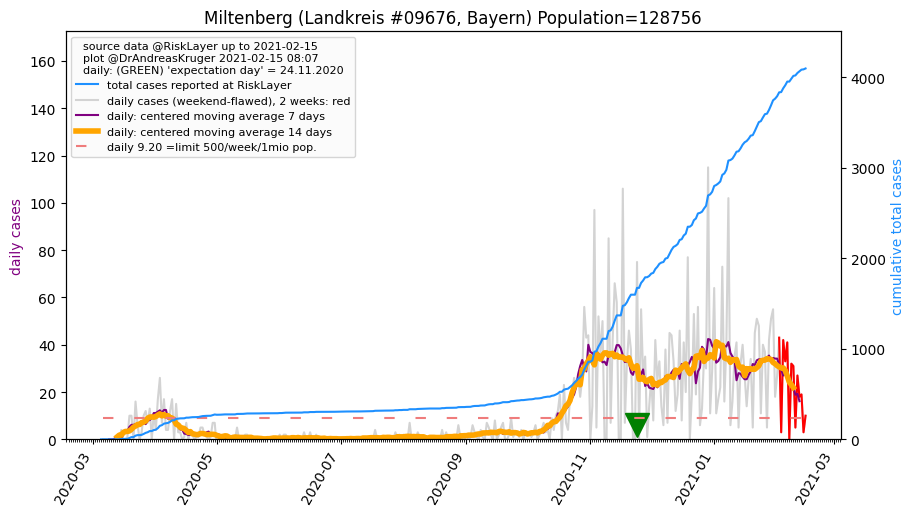 Miltenberg (Landkreis #09676, Bayern) Population=128756
source data @RiskLayer up to 2021-02-15
plot @DrAndreasKruger 2021-02-15 08:07
daily: (GREEN) 'expectation day' = 24.11.2020
total cases reported at RiskLayer
daily cases (weekend-flawed), 2 weeks: red
daily: centered moving average 7 days
daily: centered moving average 14 days
daily 9.20 =limit 500/week/1mio pop.
daily cases
160
140
120
100
80
60
40
20
0
cumulative total cases
4000
3000
2000
1000
0
2020-03
2020-05
2020-07
2020-09
2020-11
2021-01
2021-03